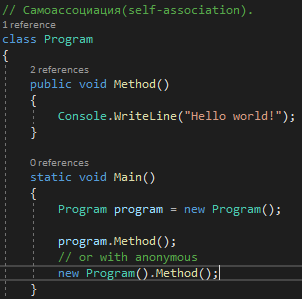 // Самоассоциация(self-association).
1 reference
class Program
{
2 references
public void Method()
{
Console.WriteLine("Hello world!");
}
0 references
static void Main()
{
Program program = new Program();
program.Method();
// or with anonymous
new Program().Method();
}